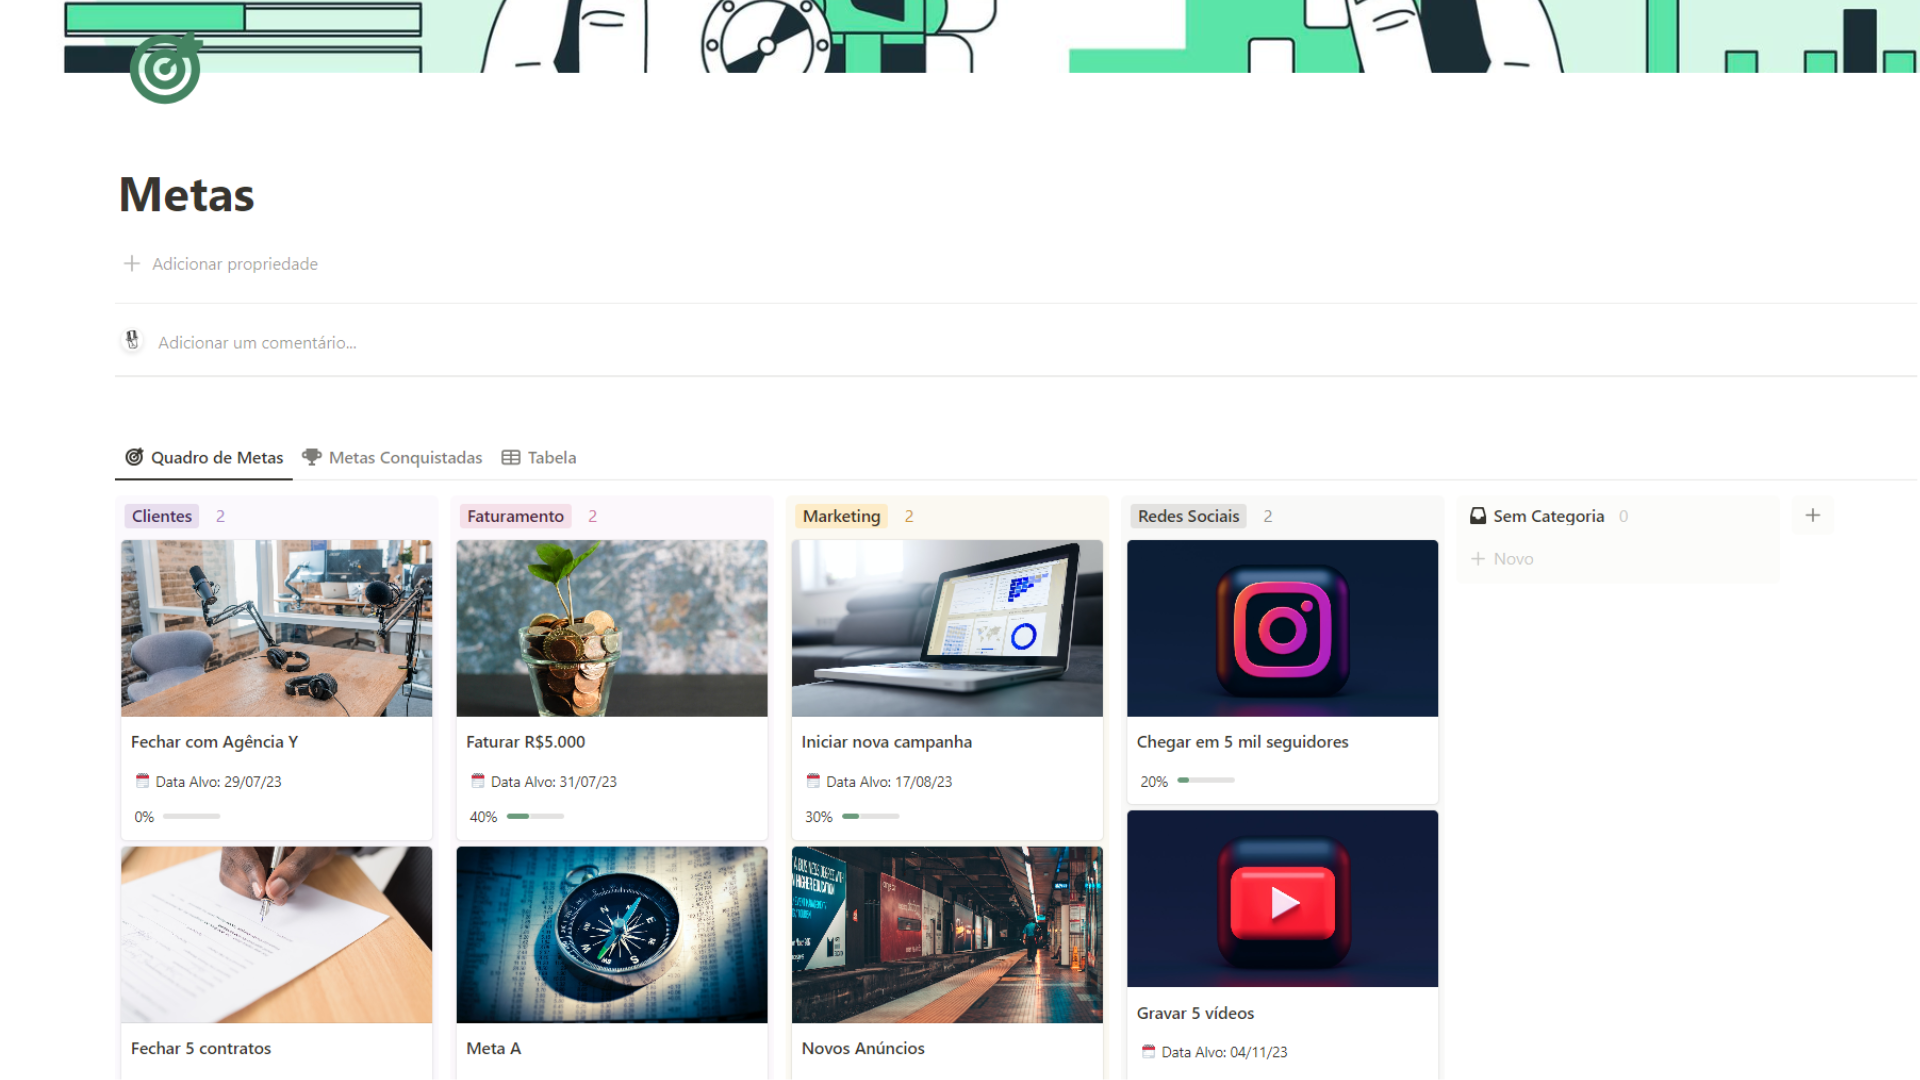 Metas
Adicionar propriedade
Adicionar um comentário...
Quadro de Metas
Metas Conquistadas
Tabela
Clientes 2
Faturamento 2
Marketing 2
Redes Sociais 2
Sem Categoria 0
Novo
Fechar com Agência Y
Data Alvo: 29/07/23
0%
Fechar 5 contratos
Faturar R$5.000
Data Alvo: 31/07/23
40%
Meta A
Iniciar nova campanha
Data Alvo: 17/08/23
30%
HIGHER EDUCATION
Novos Anúncios
Chegar em 5 mil seguidores
20%
Gravar 5 vídeos
Data Alvo: 04/11/23